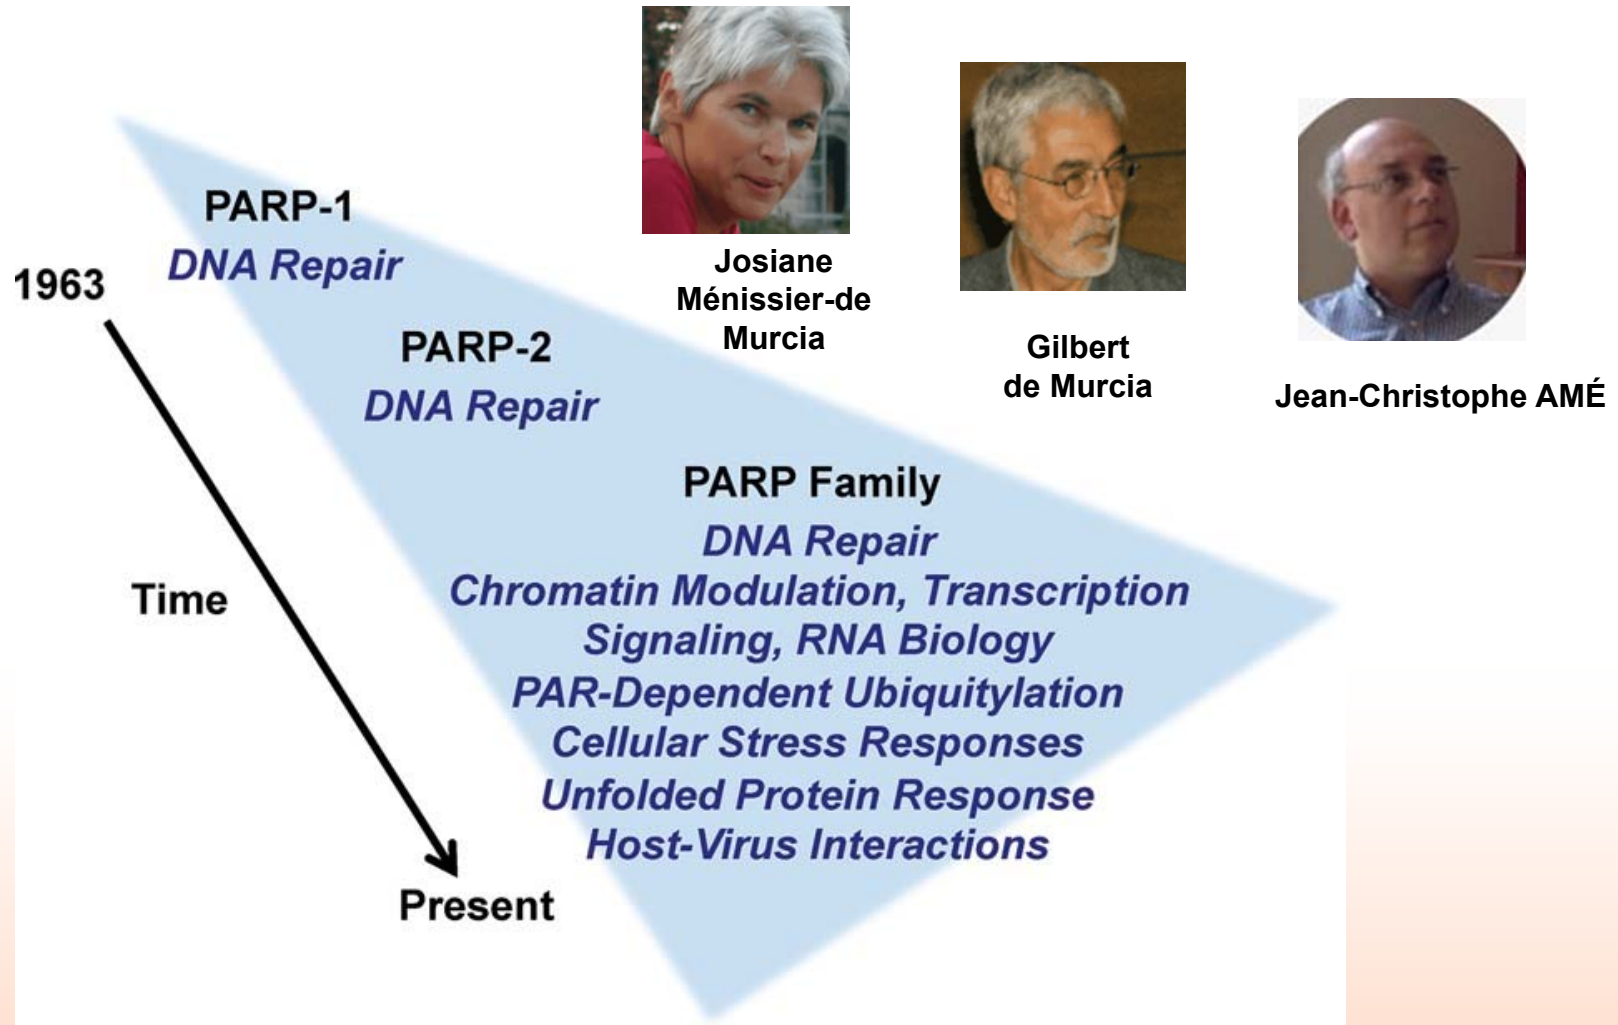 PARP-1
DNA Repair
1963
PARP-2
DNA Repair
Josiane
Ménissier-de
Murcia
Gilbert
de Murcia
Jean-Christophe AMÉ
PARP Family
DNA Repair
Chromatin Modulation, Transcription
Signaling, RNA Biology
PAR-Dependent Ubiquitylation
Cellular Stress Responses
Unfolded Protein Response
Host-Virus Interactions
Time
Present